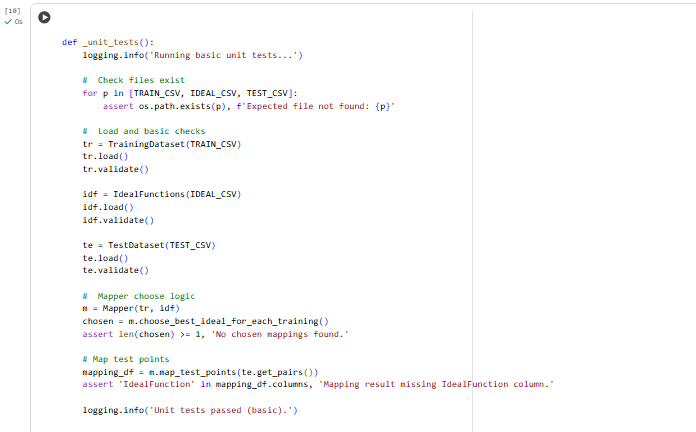 [10]
✓ 0s
def _unit_tests():
    logging.info('Running basic unit tests...')
    #  Check files exist
    for p in [TRAIN_CSV, IDEAL_CSV, TEST_CSV]:
        assert os.path.exists(p), f'Expected file not found: {p}'
    #  Load and basic checks
    tr = TrainingDataset(TRAIN_CSV)
    tr.load()
    tr.validate()
    idf = IdealFunctions(IDEAL_CSV)
    idf.load()
    idf.validate()
    te = TestDataset(TEST_CSV)
    te.load()
    te.validate()
    #  Mapper choose logic
    m = Mapper(tr, idf)
    chosen = m.choose_best_ideal_for_each_training()
    assert len(chosen) >= 1, 'No chosen mappings found.'
    # Map test points
    mapping_df = m.map_test_points(te.get_pairs())
    assert 'IdealFunction' in mapping_df.columns, 'Mapping result missing IdealFunction column.'
    logging.info('Unit tests passed (basic).')